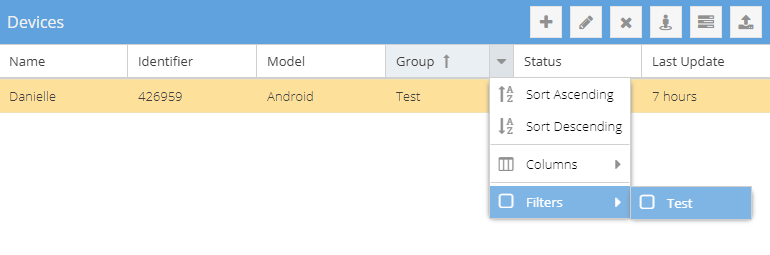 Devices
Name Identifier Model Group Status Last Update
Danielle 426959 Android Test 7 hours
Sort Ascending
Sort Descending
Columns
Filters Test